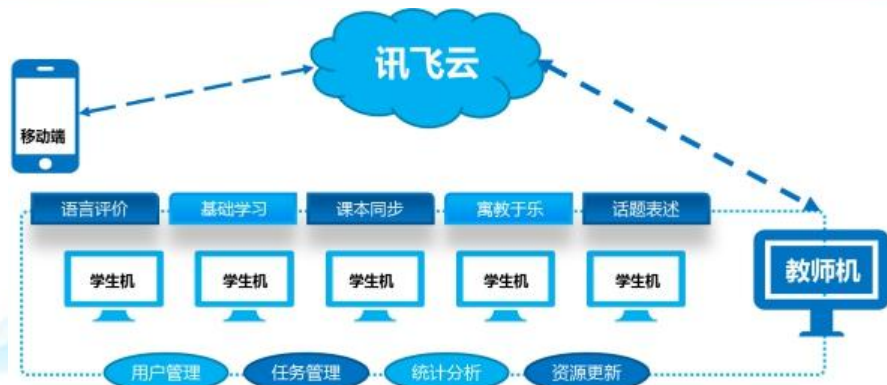 讯飞云
移动端
语言评价 基础学习 课本同步 寓教于乐 话题表述
学生机 学生机 学生机 学生机 学生机
教师机
用户管理 任务管理 统计分析 资源更新